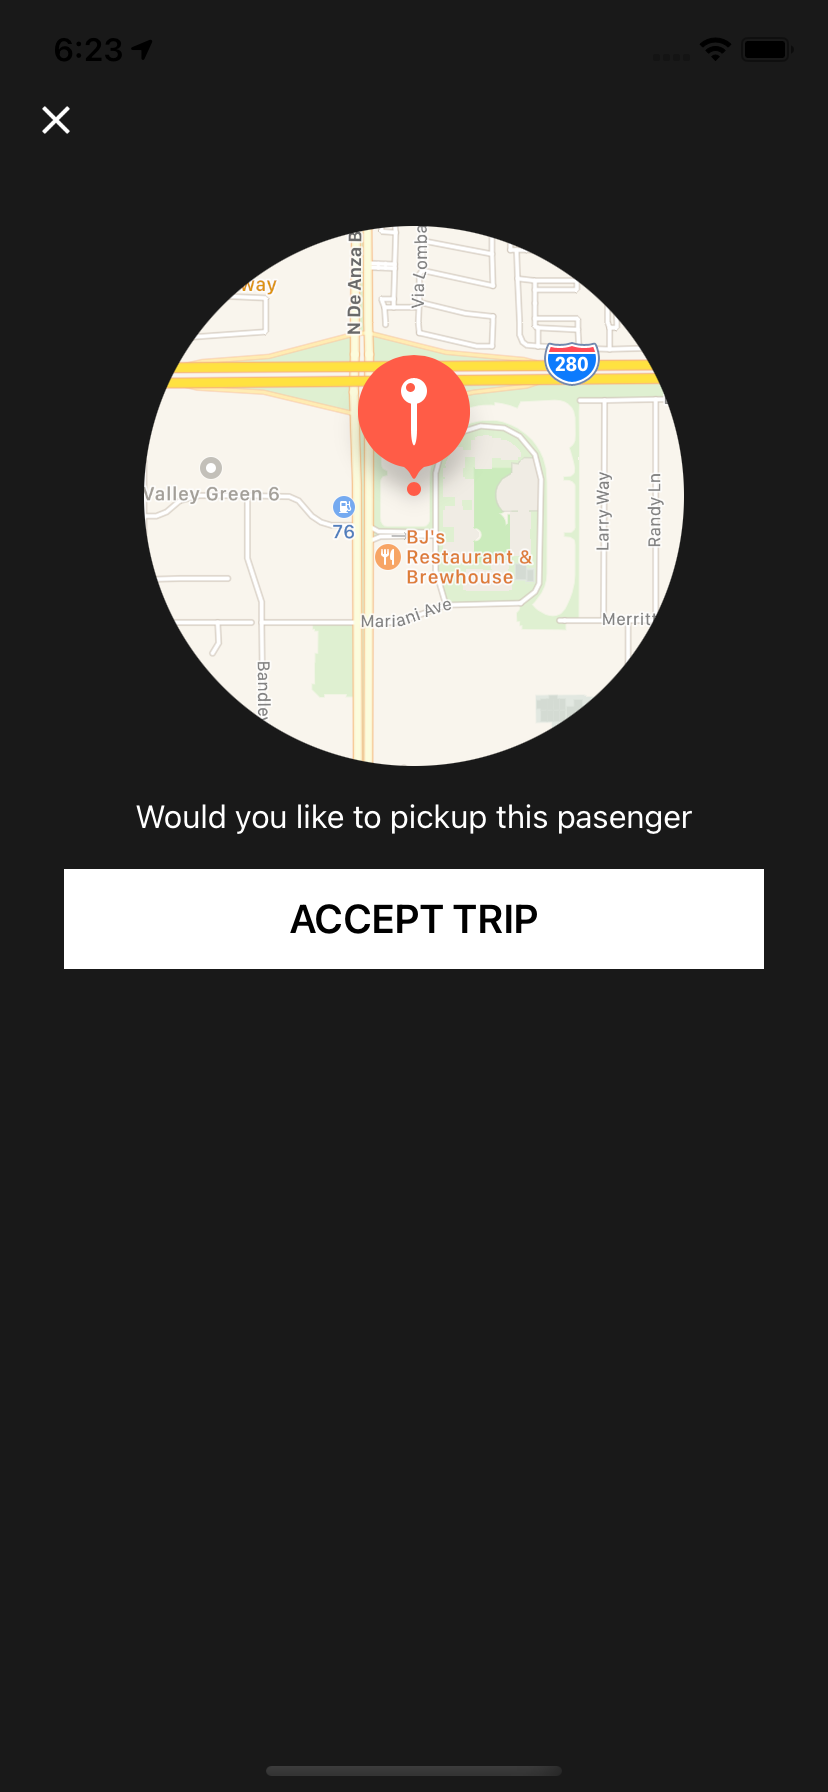 6:23
N De Anza B
Via Lomba
way
280
Valley Green 6
76
BJ's
Restaurant &
Brewhouse
Larry Way
Randy Ln
Mariani Ave
Merritt
Bandley
Would you like to pickup this pasenger
ACCEPT TRIP